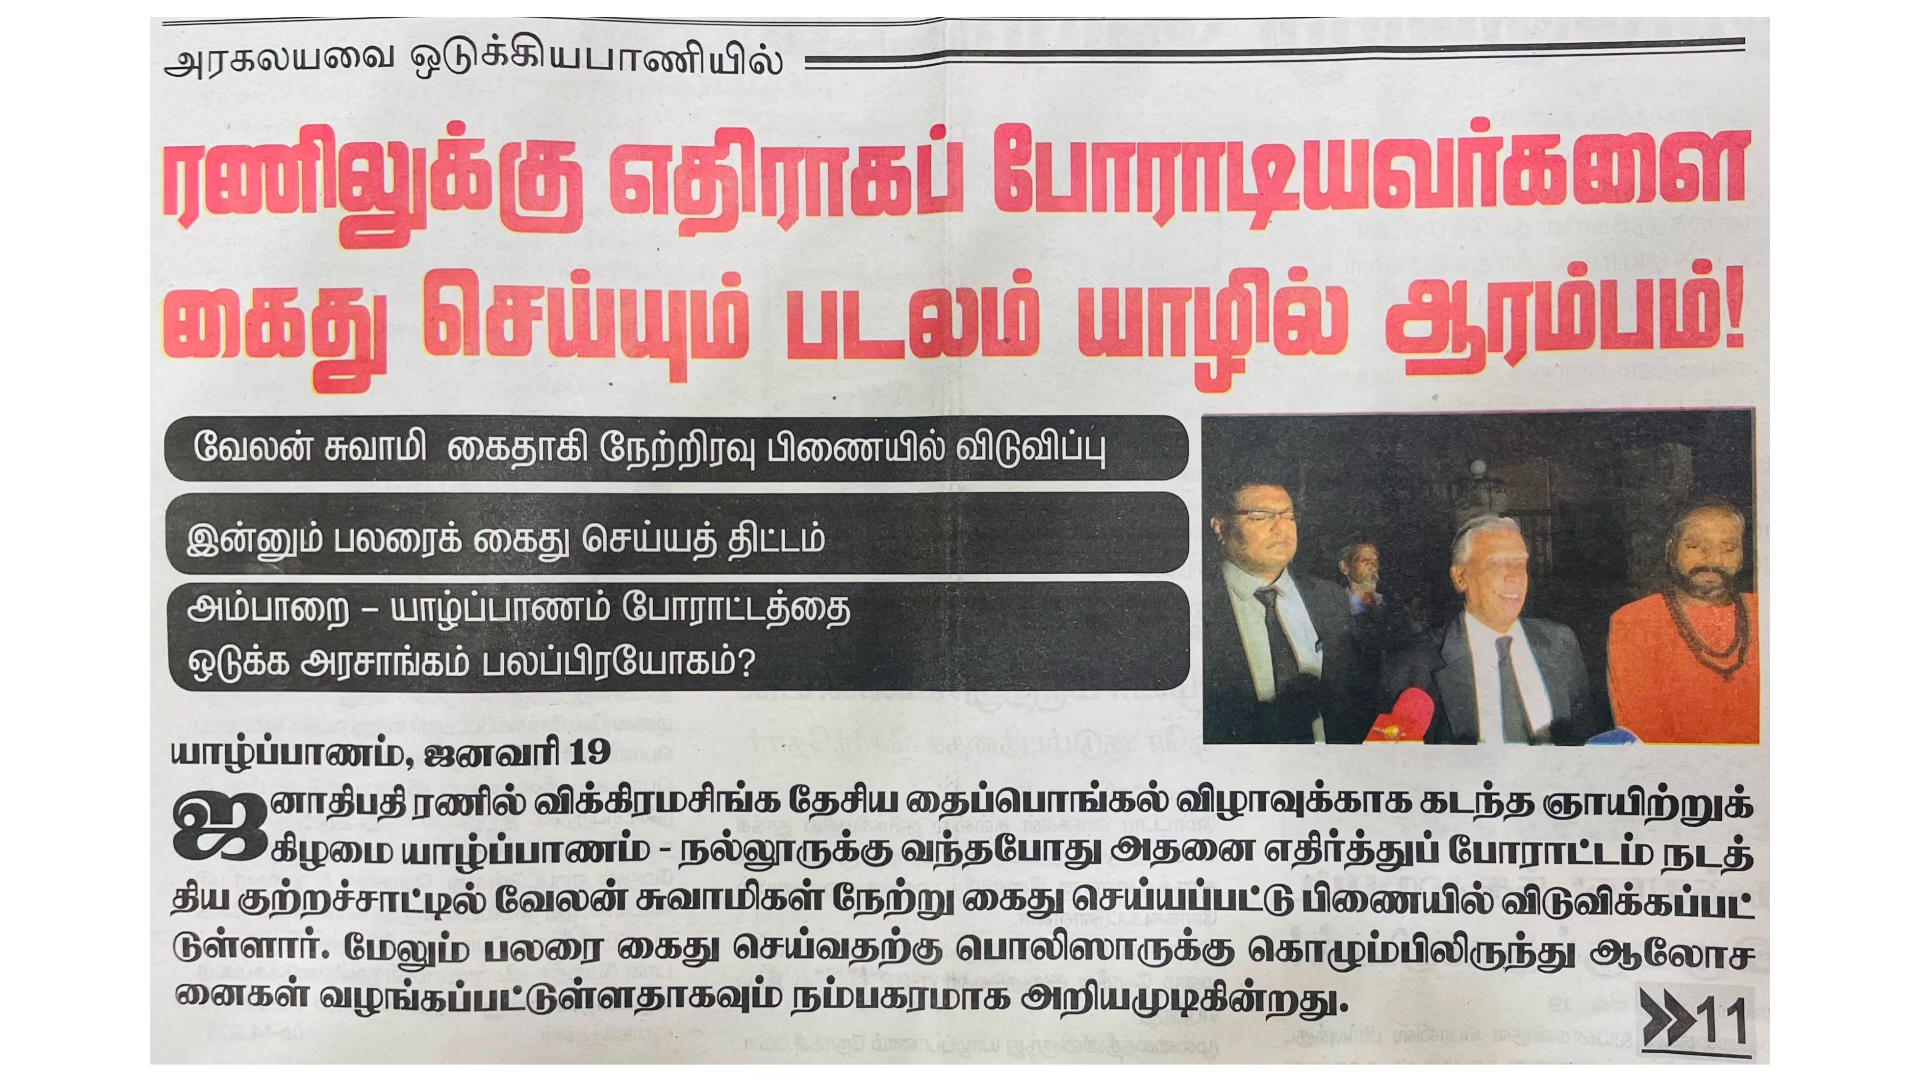 அரகலயவை ஒடுக்கியபாணியில்
ரணிலுக்கு எதிராகப் போராடியவர்களை
கைது செய்யும் படலம் யாழில் ஆரம்பம்!
வேலன் சுவாமி கைதாகி நேற்றிரவு பிணையில் விடுவிப்பு
இன்னும் பலரைக் கைது செய்யத் திட்டம்
அம்பாறை – யாழ்ப்பாணம் போராட்டத்தை
ஒடுக்க அரசாங்கம் பலப்பிரயோகம்?
யாழ்ப்பாணம், ஜனவரி 19
ஜனாதிபதி ரணில் விக்கிரமசிங்க தேசிய தைப்பொங்கல் விழாவுக்காக கடந்த ஞாயிற்றுக்
கிழமை யாழ்ப்பாணம் - நல்லூருக்கு வந்தபோது அதனை எதிர்த்துப் போராட்டம் நடத்
திய குற்றச்சாட்டில் வேலன் சுவாமிகள் நேற்று கைது செய்யப்பட்டு பிணையில் விடுவிக்கப்பட்
டுள்ளார். மேலும் பலரை கைது செய்வதற்கு பொலிஸாருக்கு கொழும்பிலிருந்து ஆலோச
னைகள் வழங்கப்பட்டுள்ளதாகவும் நம்பகரமாக அறியமுடிகின்றது.
»11